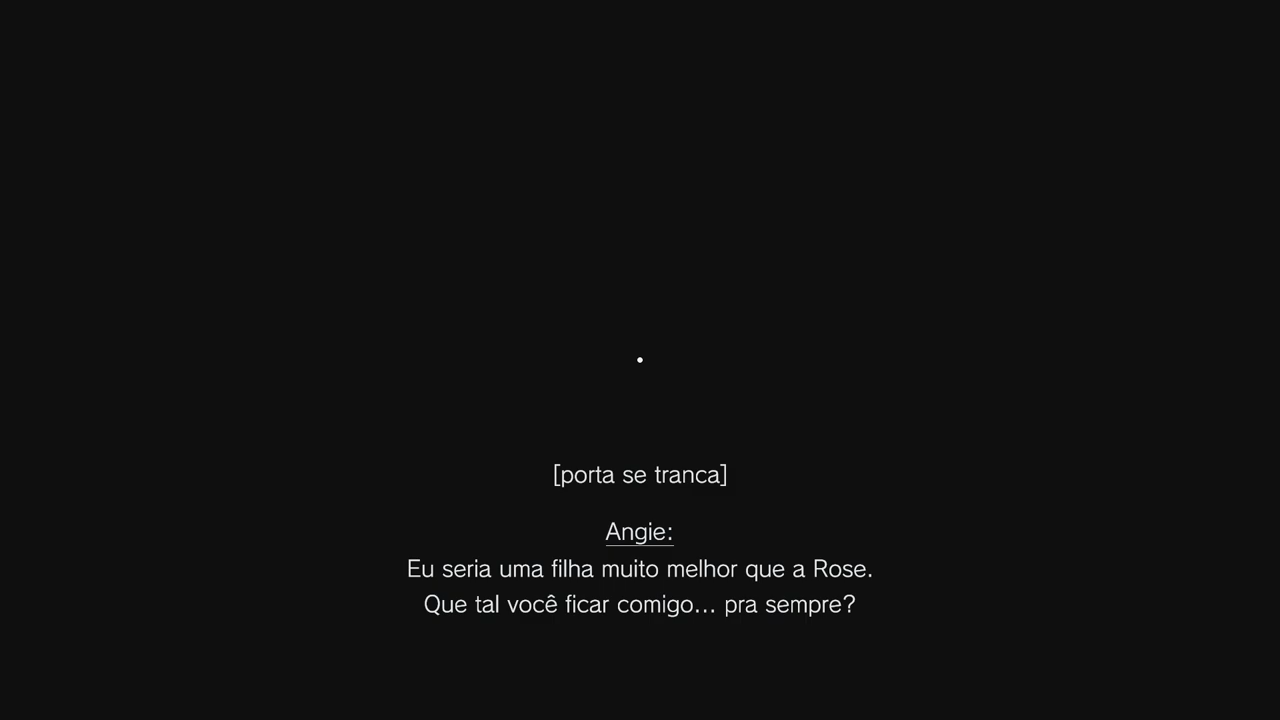 [porta se tranca]
Angie:
Eu seria uma filha muito melhor que a Rose.
Que tal você ficar comigo... pra sempre?